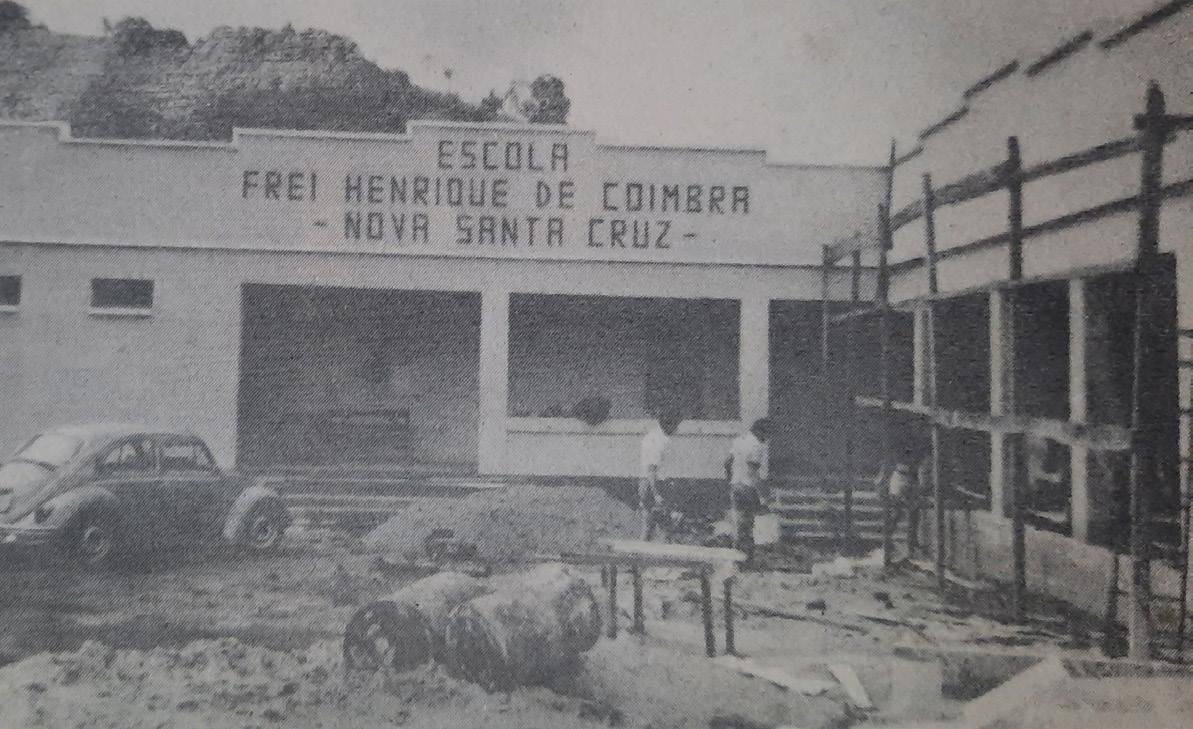 ESCOLA
FREI HENRIQUE DE COIMBRA
- NOVA SANTA CRUZ -